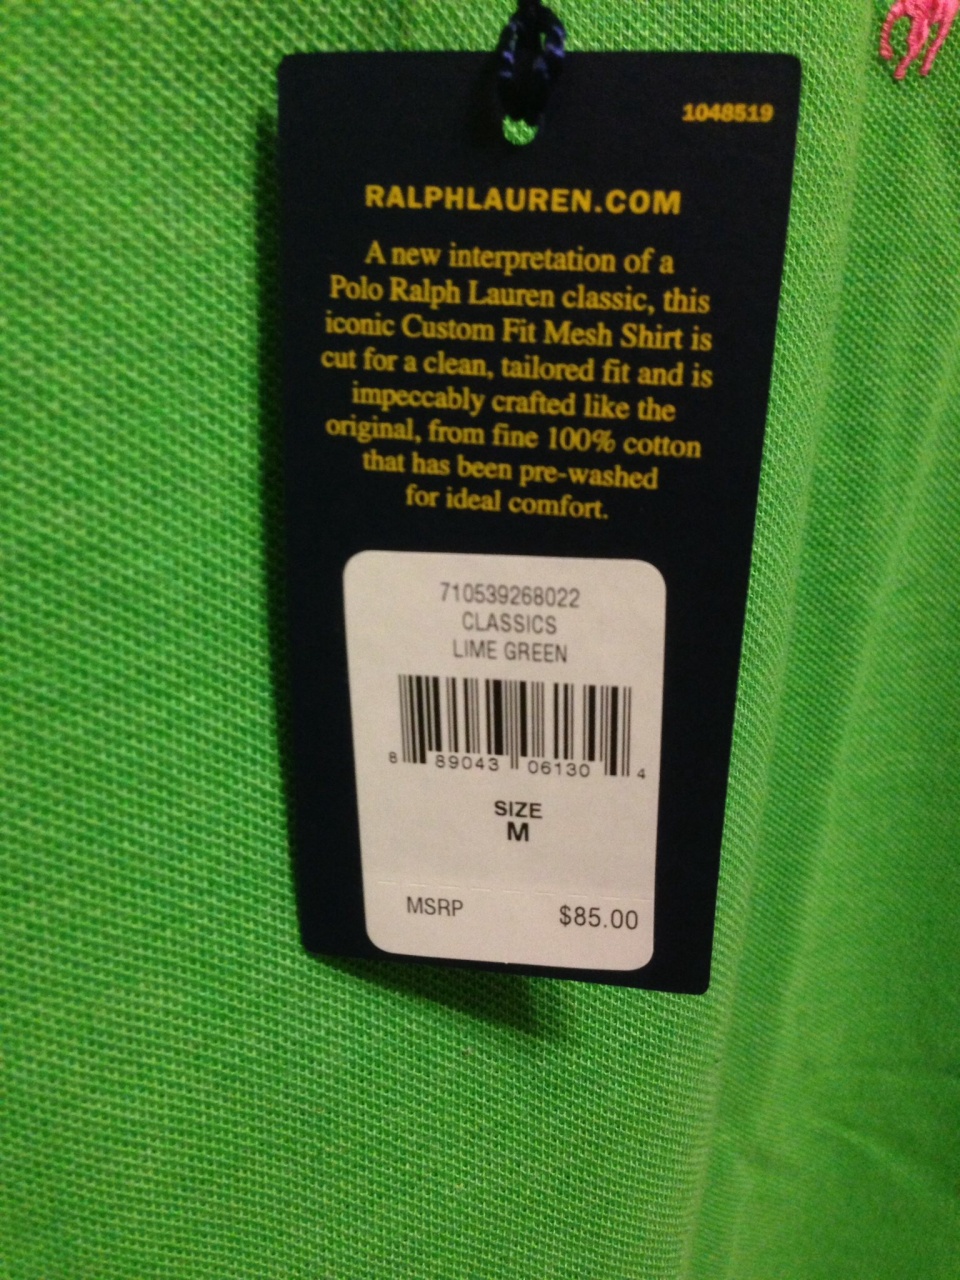 1048519
RALPHLAUREN.COM
A new interpretation of a
Polo Ralph Lauren classic, this
iconic Custom Fit Mesh Shirt is
cut for a clean, tailored fit and is
impeccably crafted like the
original, from fine 100% cotton
that has been pre-washed
for ideal comfort.
710539268022
CLASSICS
LIME GREEN
8 89043 06130 4
SIZE
M
MSRP $85.00